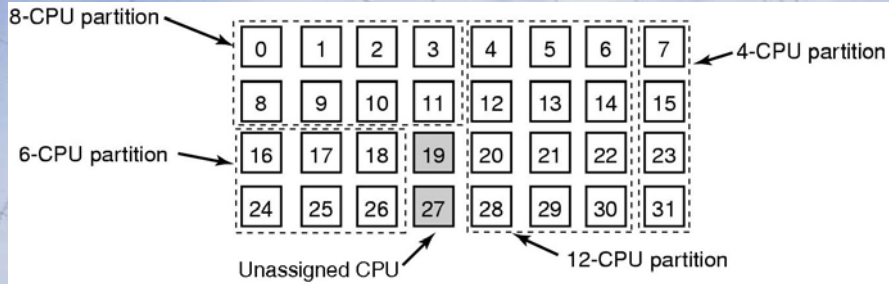 8-CPU partition
0 1 2 3 4 5 6 7
4-CPU partition
8 9 10 11 12 13 14 15
6-CPU partition
16 17 18 19 20 21 22 23
24 25 26 27 28 29 30 31
Unassigned CPU
12-CPU partition